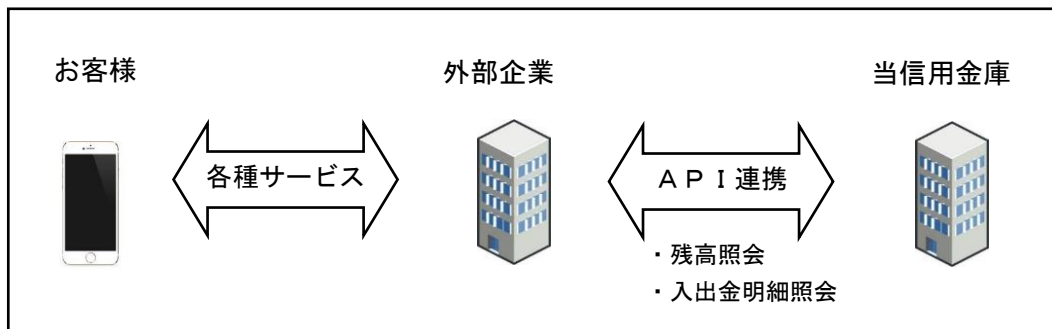 お客様
外部企業
当信用金庫
各種サービス
ＡＰＩ連携
・残高照会
・入出金明細照会